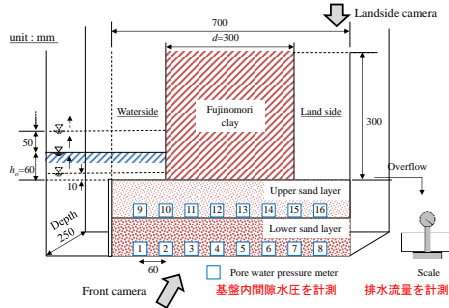 Landside camera
700
unit : mm
d=300
Waterside
Fujinomori
clay
Land side
300
50
h₀=60
10
Overflow
Upper sand layer
9 10 11 12 13 14 15 16
Depth
250
Lower sand layer
1 2 3 4 5 6 7 8
60
Pore water pressure meter
Scale
Front camera
基盤内間隙水圧を計測
排水流量を計測